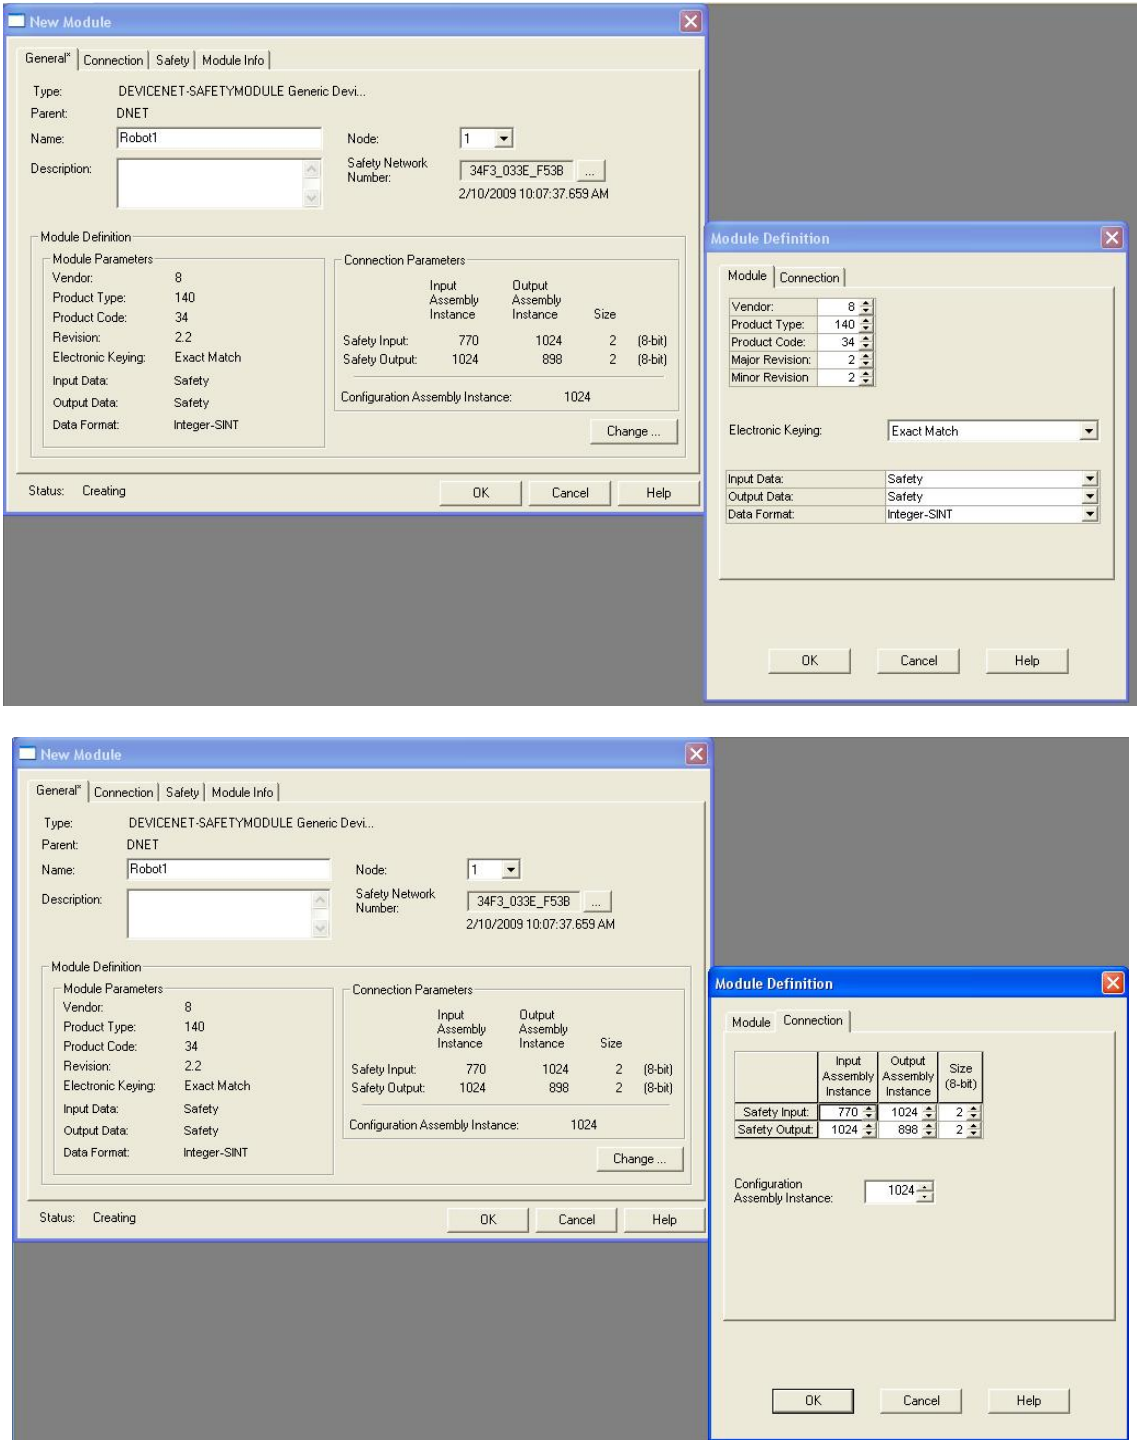 New Module
General* Connection Safety Module Info
Type: DEVICENET-SAFETYMODULE Generic Devi...
Parent: DNET
Name: Robot1 Node: 1
Description: Safety Network Number: 34F3_033E_F53B ...
2/10/2009 10:07:37.659 AM
Module Definition
Module Parameters
Vendor: 8
Product Type: 140
Product Code: 34
Revision: 2.2
Electronic Keying: Exact Match
Input Data: Safety
Output Data: Safety
Data Format: Integer-SINT
Connection Parameters
Input Assembly Instance Output Assembly Instance Size
Safety Input: 770 1024 2 (8-bit)
Safety Output: 1024 898 2 (8-bit)
Configuration Assembly Instance: 1024
Change ...
Status: Creating
OK Cancel Help
Module Definition
Module Connection
Vendor: 8
Product Type: 140
Product Code: 34
Major Revision: 2
Minor Revision 2
Electronic Keying: Exact Match
Input Data: Safety
Output Data: Safety
Data Format: Integer-SINT
OK Cancel Help
New Module
General* Connection Safety Module Info
Type: DEVICENET-SAFETYMODULE Generic Devi...
Parent: DNET
Name: Robot1 Node: 1
Description: Safety Network Number: 34F3_033E_F53B ...
2/10/2009 10:07:37.659 AM
Module Definition
Module Parameters
Vendor: 8
Product Type: 140
Product Code: 34
Revision: 2.2
Electronic Keying: Exact Match
Input Data: Safety
Output Data: Safety
Data Format: Integer-SINT
Connection Parameters
Input Assembly Instance Output Assembly Instance Size
Safety Input: 770 1024 2 (8-bit)
Safety Output: 1024 898 2 (8-bit)
Configuration Assembly Instance: 1024
Change ...
Status: Creating
OK Cancel Help
Module Definition
Module Connection
Input Assembly Instance Output Assembly Instance Size (8-bit)
Safety Input: 770 1024 2
Safety Output: 1024 898 2
Configuration Assembly Instance: 1024
OK Cancel Help